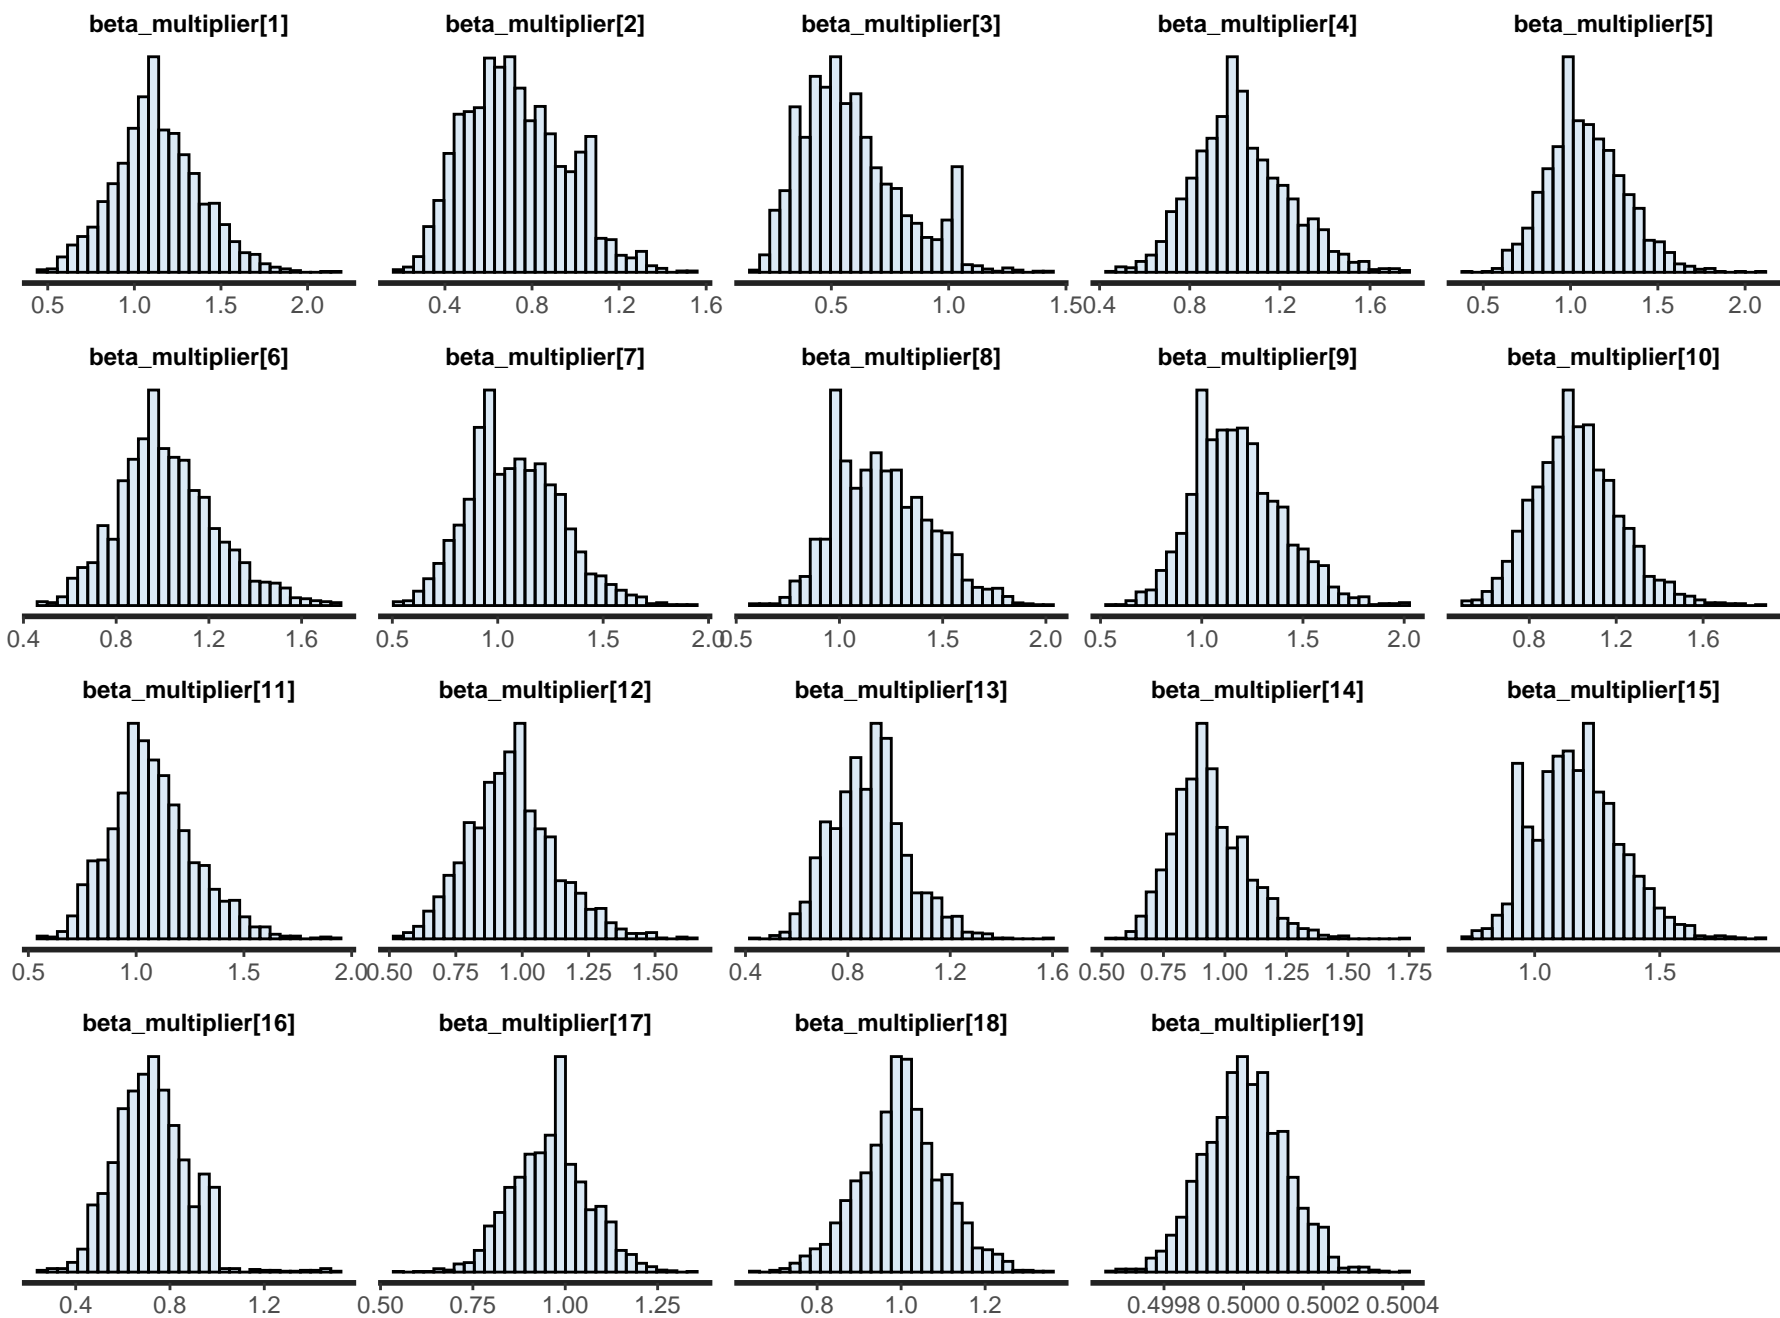 beta_multiplier[1] beta_multiplier[2] beta_multiplier[3] beta_multiplier[4] beta_multiplier[5]
0.5 1.0 1.5 2.0 0.4 0.8 1.2 1.6 0.5 1.0 1.5 0.4 0.8 1.2 1.6 0.5 1.0 1.5 2.0
beta_multiplier[6] beta_multiplier[7] beta_multiplier[8] beta_multiplier[9] beta_multiplier[10]
0.4 0.8 1.2 1.6 0.5 1.0 1.5 2.0 0.5 1.0 1.5 2.0 0.5 1.0 1.5 2.0 0.8 1.2 1.6
beta_multiplier[11] beta_multiplier[12] beta_multiplier[13] beta_multiplier[14] beta_multiplier[15]
0.5 1.0 1.5 2.0 0.50 0.75 1.00 1.25 1.50 0.4 0.8 1.2 1.6 0.50 0.75 1.00 1.25 1.50 1.75 1.0 1.5
beta_multiplier[16] beta_multiplier[17] beta_multiplier[18] beta_multiplier[19]
0.4 0.8 1.2 0.50 0.75 1.00 1.25 0.8 1.0 1.2 0.4998 0.5000 0.5002 0.5004